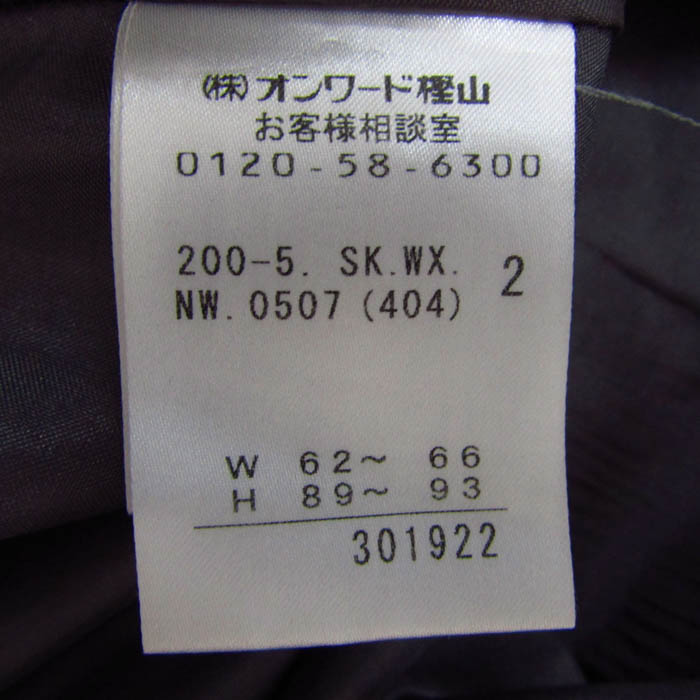 (株)オンワード樫山
お客様相談室
0120-58-6300
200-5. SK.WX. 2
NW.0507(404)
W 62～ 66
H 89～ 93
301922